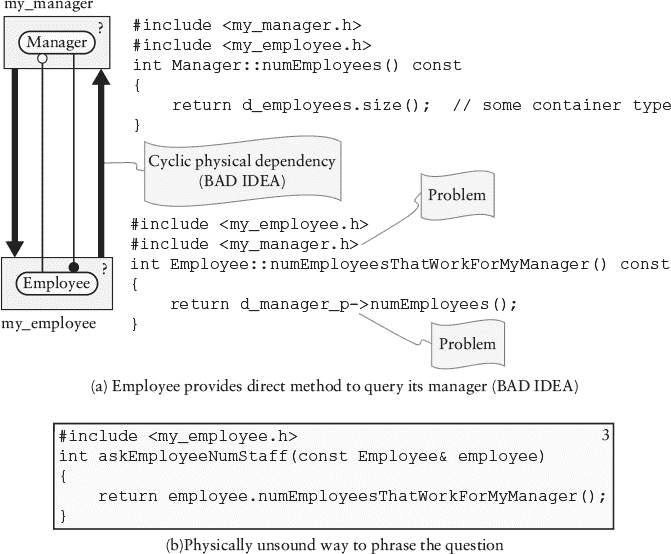 my_manager
?
Manager
#include <my_manager.h>
#include <my_employee.h>
int Manager::numEmployees() const
{
return d_employees.size(); // some container type
}
Cyclic physical dependency
(BAD IDEA)
Problem
#include <my_employee.h>
#include <my_manager.h>
int Employee::numEmployeesThatWorkForMyManager() const
{
return d_manager_p->numEmployees();
}
?
Employee
my_employee
Problem
(a) Employee provides direct method to query its manager (BAD IDEA)
3
#include <my_employee.h>
int askEmployeeNumStaff(const Employee& employee)
{
return employee.numEmployeesThatWorkForMyManager();
}
(b)Physically unsound way to phrase the question